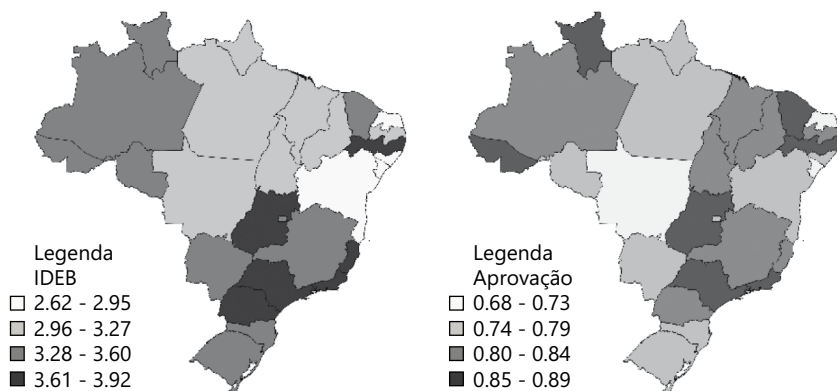 Legenda
IDEB
2.62 - 2.95
2.96 - 3.27
3.28 - 3.60
3.61 - 3.92
Legenda
Aprovação
0.68 - 0.73
0.74 - 0.79
0.80 - 0.84
0.85 - 0.89